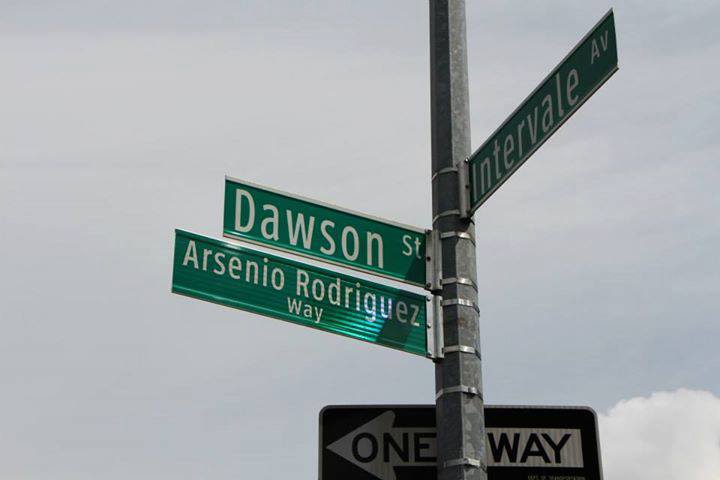 Intervale Av
Dawson St
Arsenio Rodriguez
Way
ONE WAY